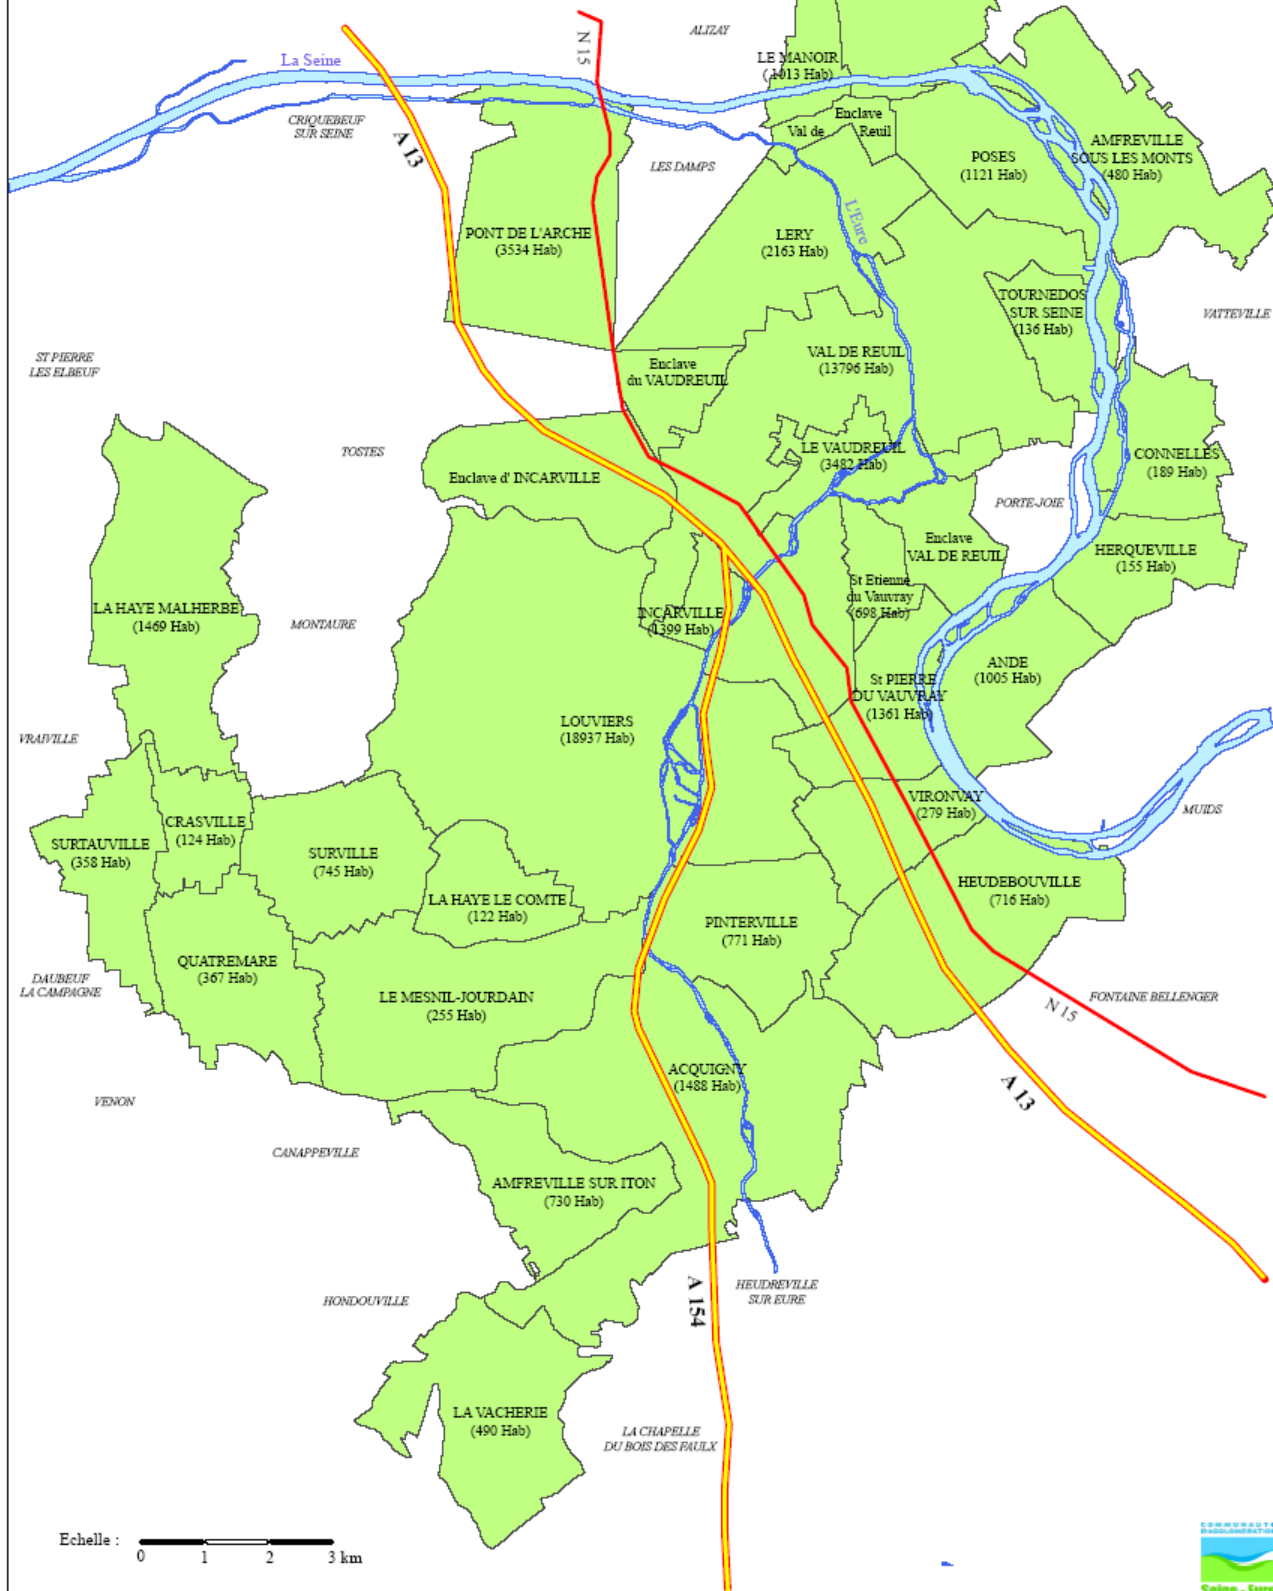 ALIZAY
N 15
La Seine
LE MANOIR
(1013 Hab)
CRIQUEBEUF
SUR SEINE
A 13
Enclave
Val de Reuil
LES DAMPS
POSES
(1121 Hab)
AMFREVILLE
SOUS LES MONTS
(480 Hab)
L'Eure
PONT DE L'ARCHE
(3534 Hab)
LERY
(2163 Hab)
TOURNEDOS
SUR SEINE
(136 Hab)
VATTEVILLE
ST PIERRE
LES ELBEUF
Enclave
du VAUDREUIL
VAL DE REUIL
(13796 Hab)
TOSTES
LE VAUDREUIL
(3482 Hab)
CONNELLES
(189 Hab)
Enclave d' INCARVILLE
PORTE-JOIE
Enclave
VAL DE REUIL
HERQUEVILLE
(155 Hab)
St Etienne
du Vauvray
(698 Hab)
LA HAYE MALHERBE
(1469 Hab)
MONTAURE
INCARVILLE
(1399 Hab)
ANDE
(1005 Hab)
St PIERRE
DU VAUVRAY
(1361 Hab)
LOUVIERS
(18937 Hab)
VRAIVILLE
VIRONVAY
(279 Hab)
MUIDS
CRASVILLE
(124 Hab)
SURTAUVILLE
(358 Hab)
SURVILLE
(745 Hab)
HEUDEBOUVILLE
(716 Hab)
LA HAYE LE COMTE
(122 Hab)
PINTERVILLE
(771 Hab)
QUATREMARE
(367 Hab)
DAUBEUF
LA CAMPAGNE
LE MESNIL-JOURDAIN
(255 Hab)
FONTAINE BELLENGER
N 15
ACQUIGNY
(1488 Hab)
A 13
VENON
CANAPPEVILLE
AMFREVILLE SUR ITON
(730 Hab)
HEUDREVILLE
SUR EURE
A 154
HONDOUVILLE
LA VACHERIE
(490 Hab)
LA CHAPELLE
DU BOIS DES FAULX
Echelle :
0 1 2 3 km
COMMUNAUTE
D'AGGLOMERATION
Seine - Eure